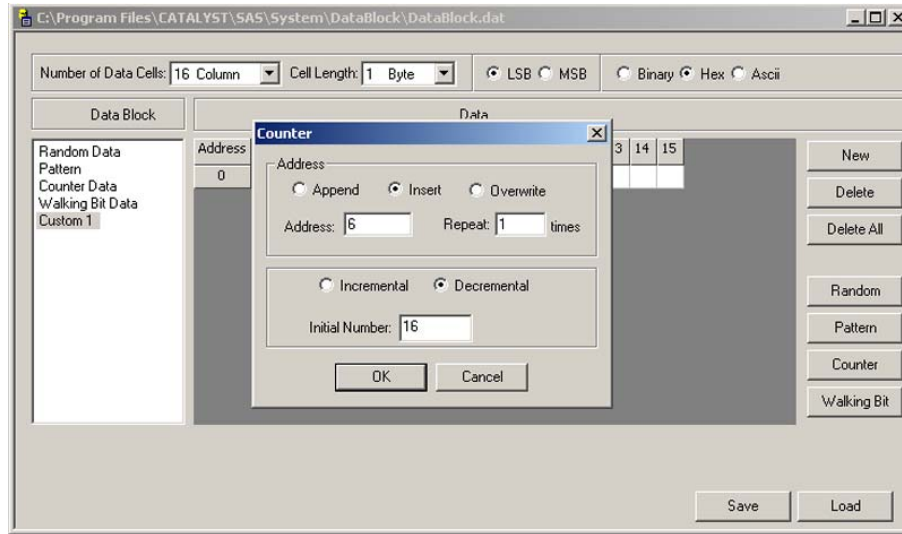 C:\Program Files\CATALYST\SAS\System\DataBlock\DataBlock.dat
Number of Data Cells: 16 Column Cell Length: 1 Byte LSB MSB Binary Hex Ascii
Data Block
Data
Random Data
Pattern
Counter Data
Walking Bit Data
Custom 1
Address
3 14 15
0
Counter
Address
Append Insert Overwrite
Address: 6 Repeat: 1 times
Incremental Decremental
Initial Number: 16
OK Cancel
New
Delete
Delete All
Random
Pattern
Counter
Walking Bit
Save Load